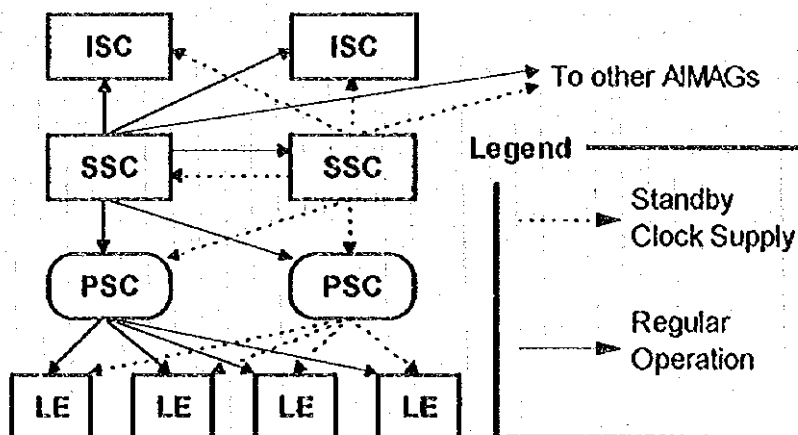 ISC ISC
To other AIMAGs
SSC SSC
Legend
Standby
Clock Supply
PSC PSC
Regular
Operation
LE LE LE LE